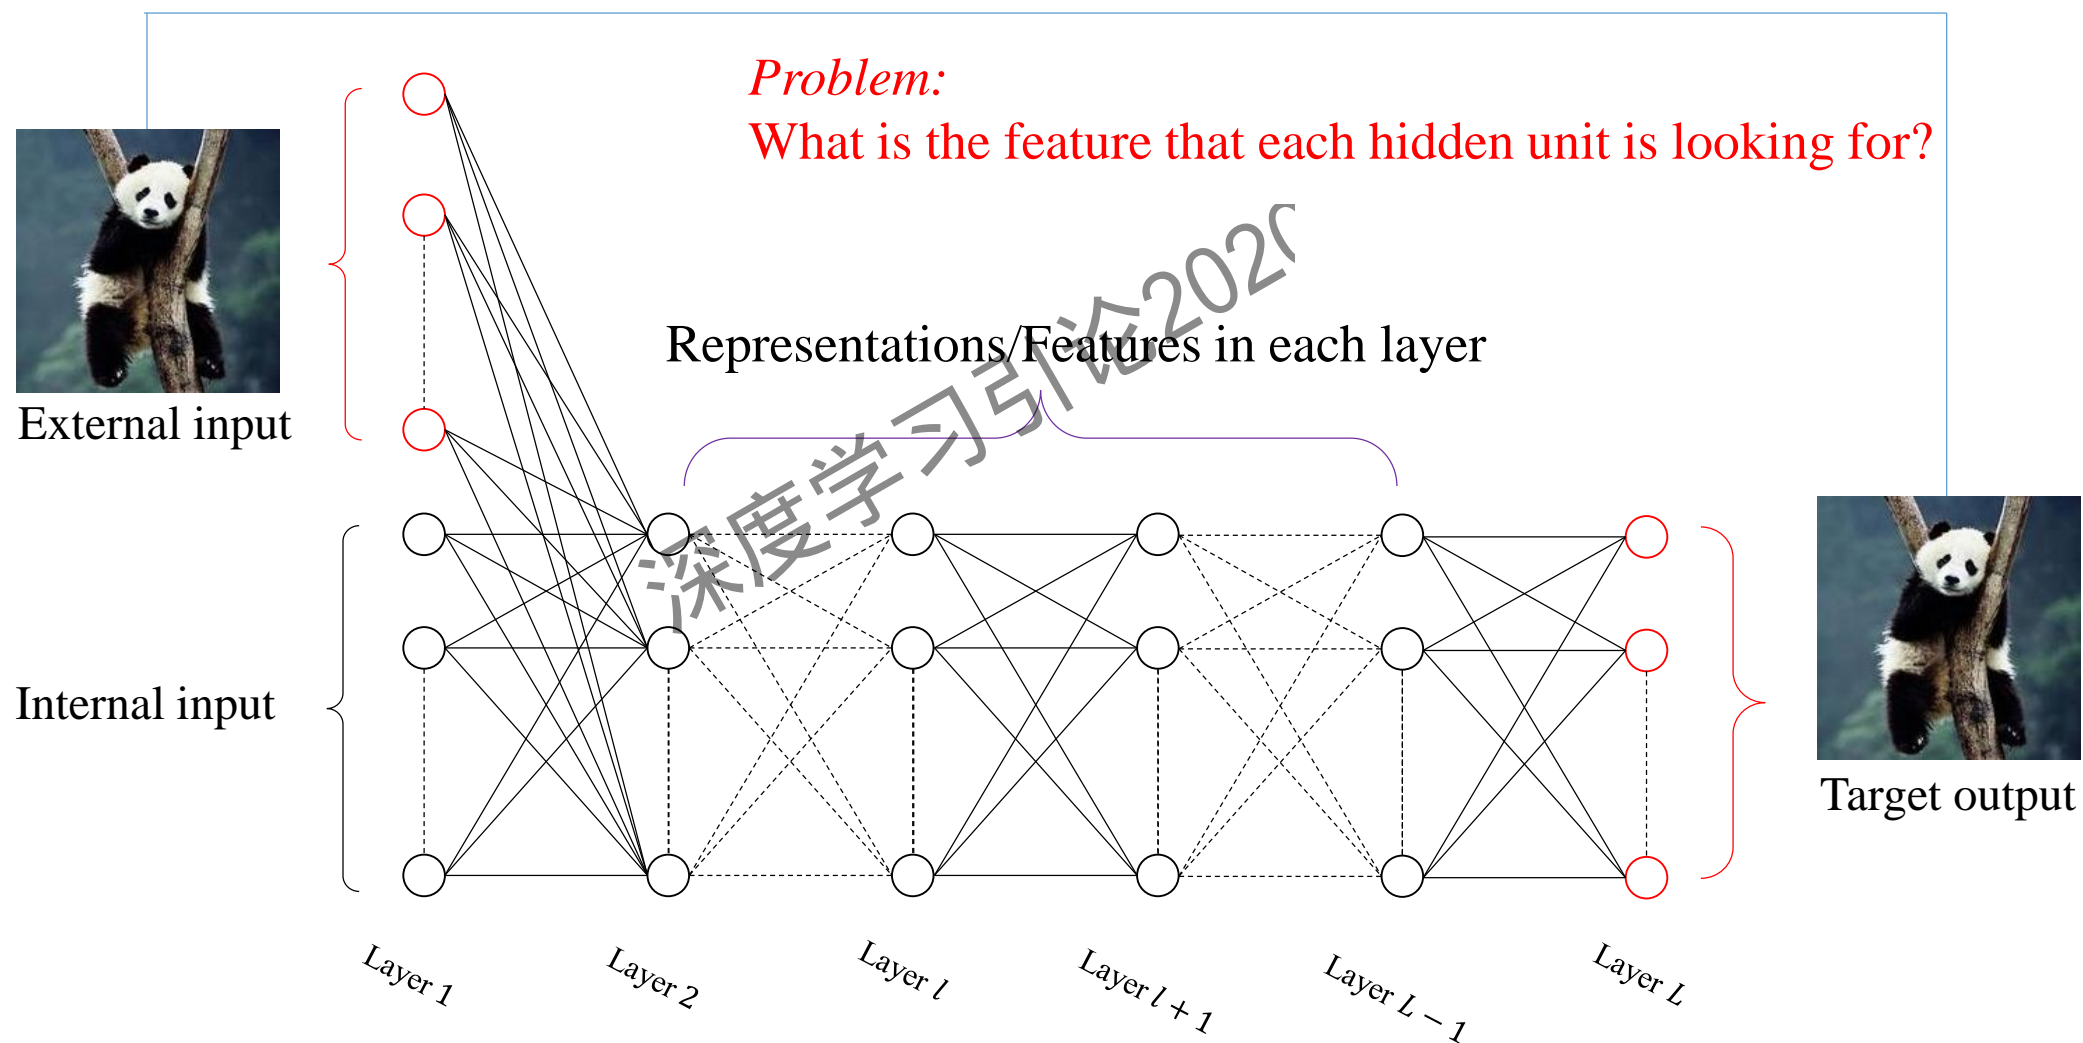 Problem:
What is the feature that each hidden unit is looking for?
Representations/Features in each layer
深度学习引论2020
External input
Internal input
Target output
Layer 1
Layer 2
Layer l
Layer l + 1
Layer L − 1
Layer L